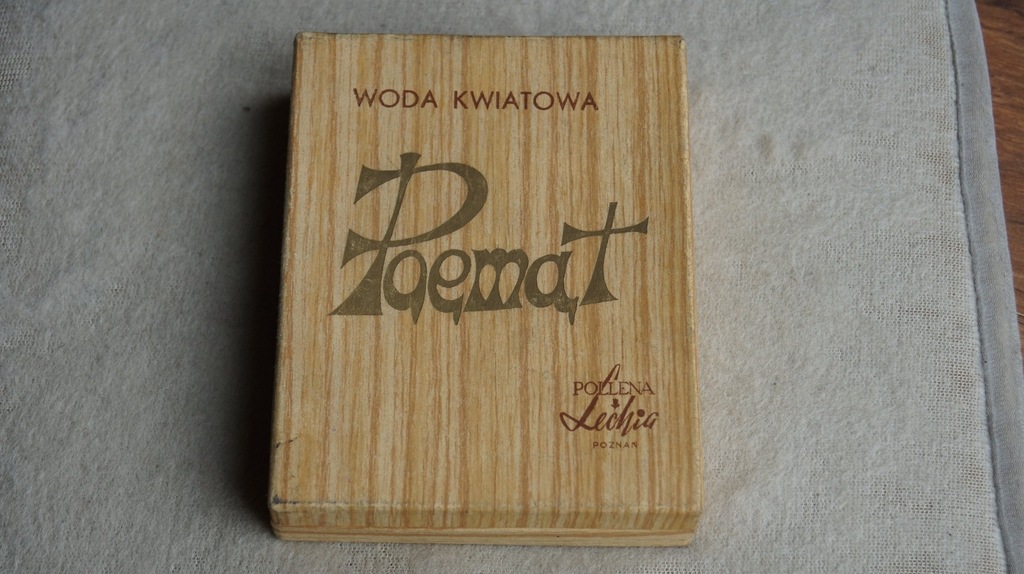 WODA KWIATOWA
Poemat
POLLENA
Lechia
POZNAŃ